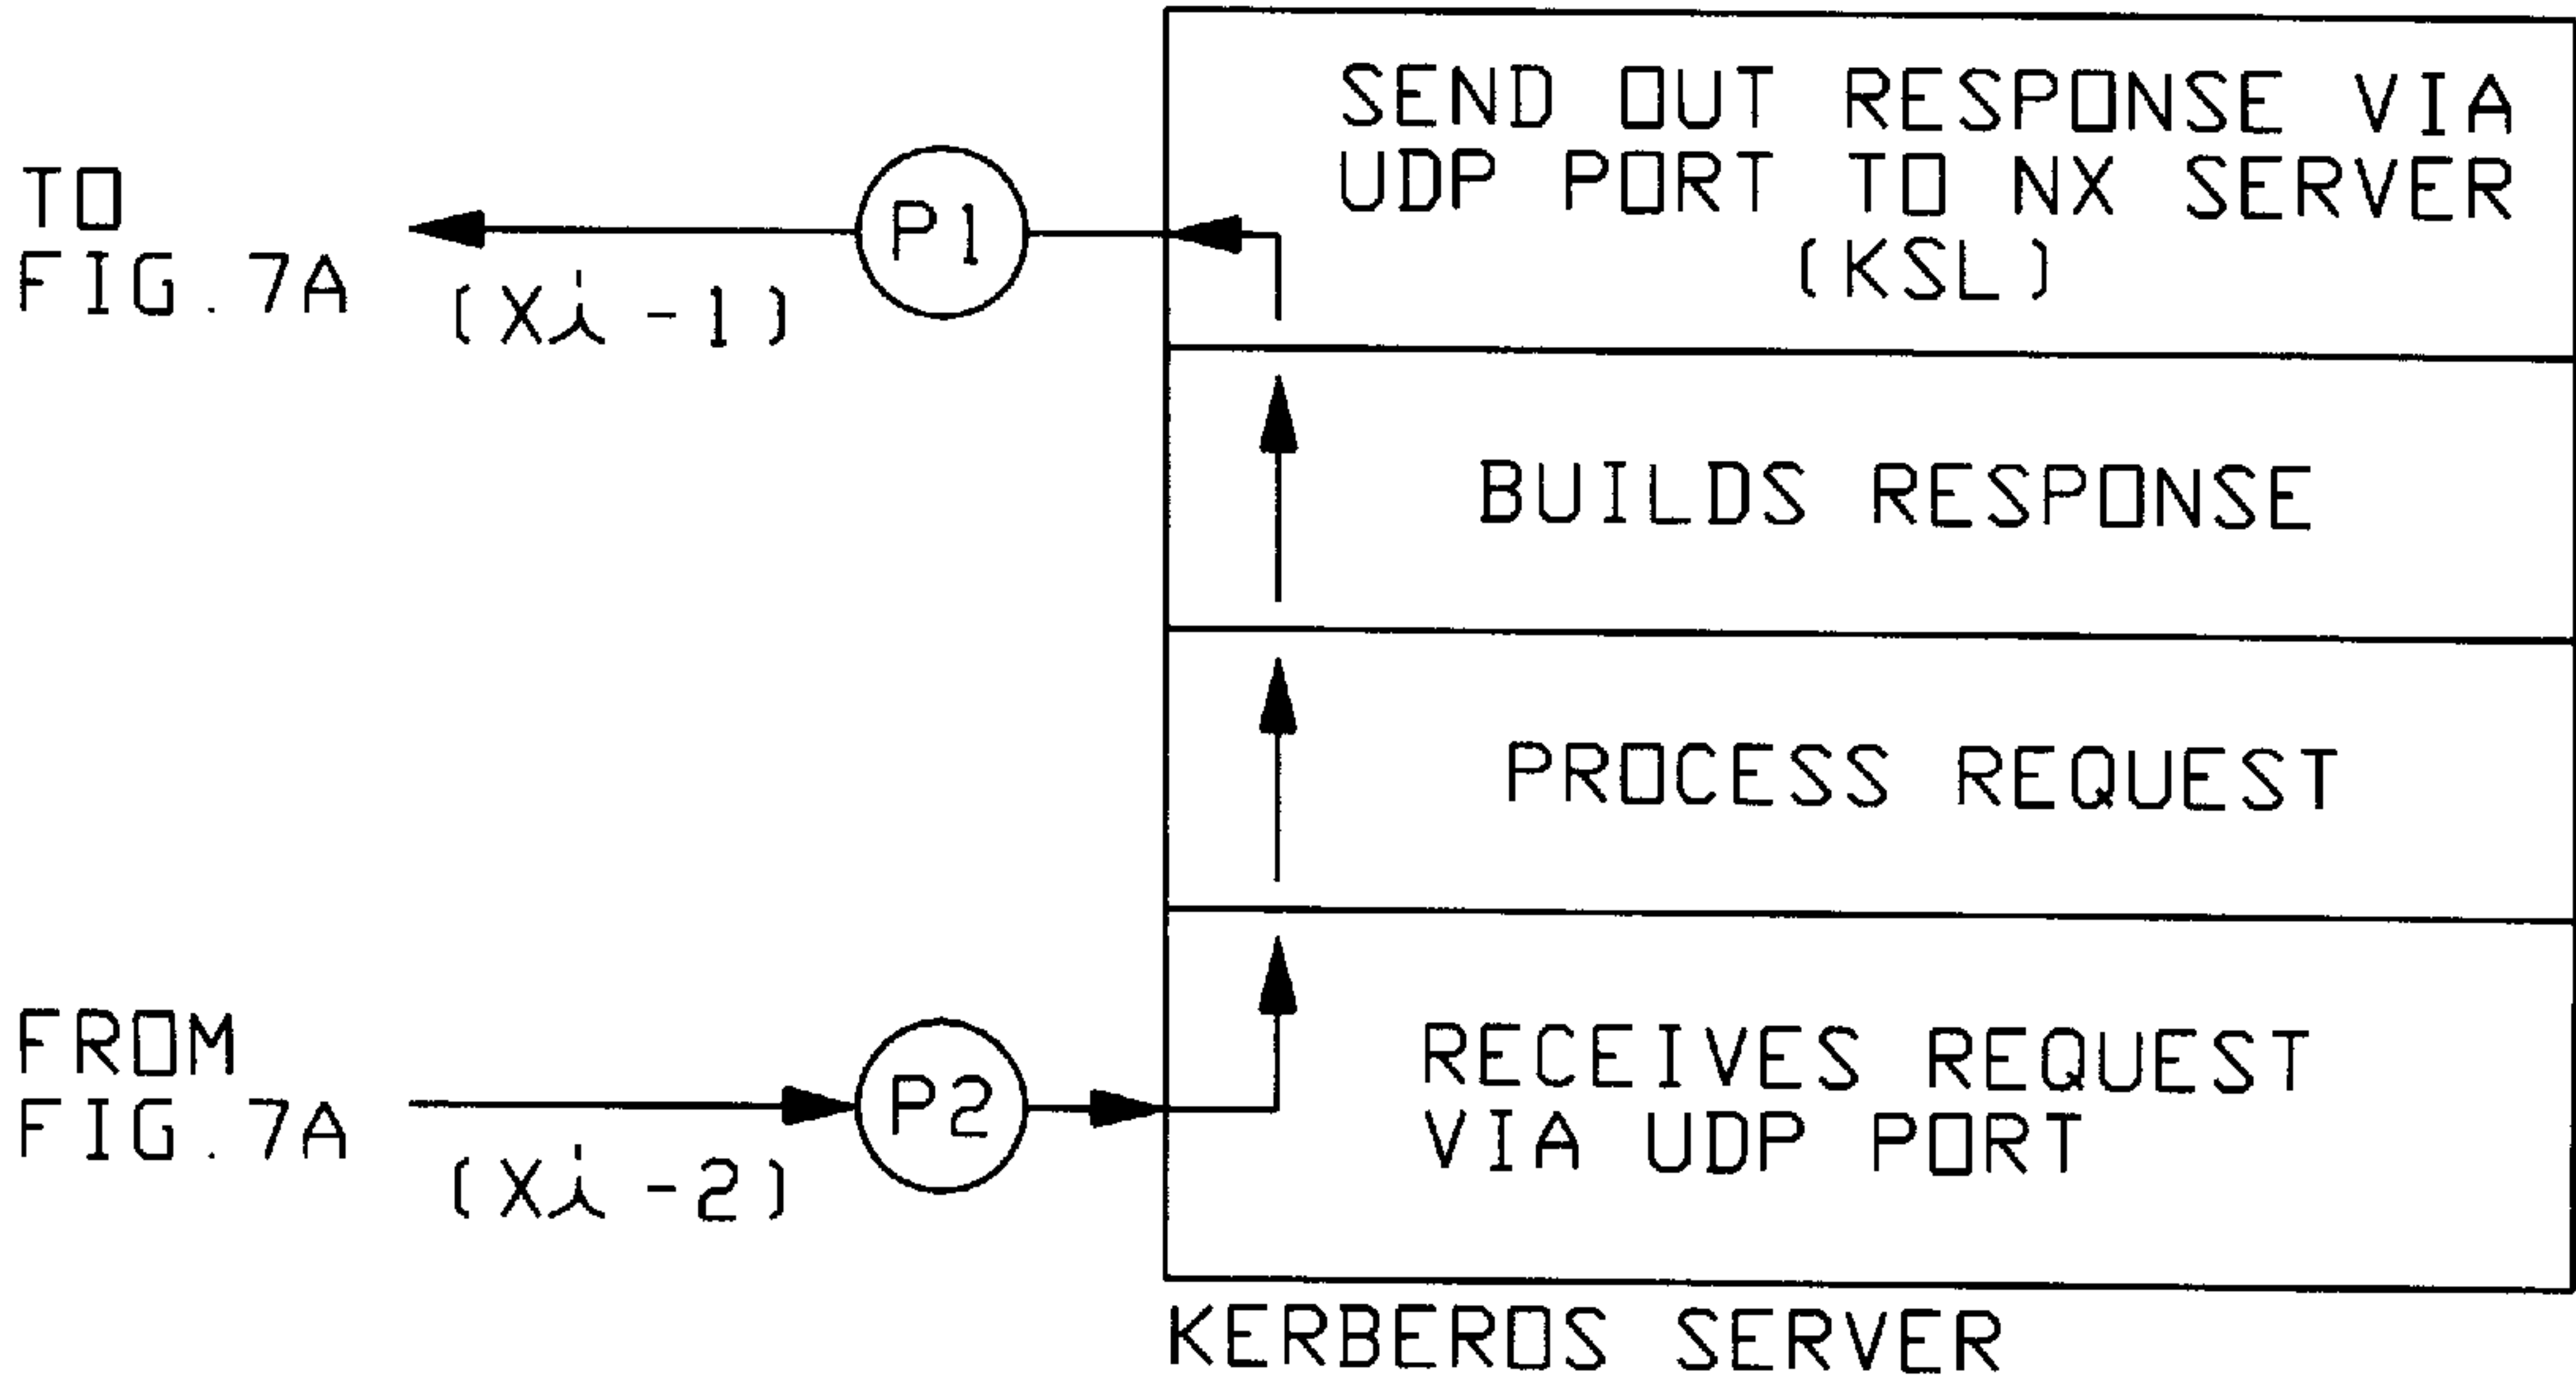 TO
FIG. 7A
(Xi-1)
P1
SEND OUT RESPONSE VIA
UDP PORT TO NX SERVER
(KSL)
BUILDS RESPONSE
PROCESS REQUEST
FROM
FIG. 7A
(Xi-2)
P2
RECEIVES REQUEST
VIA UDP PORT
KERBEROS SERVER